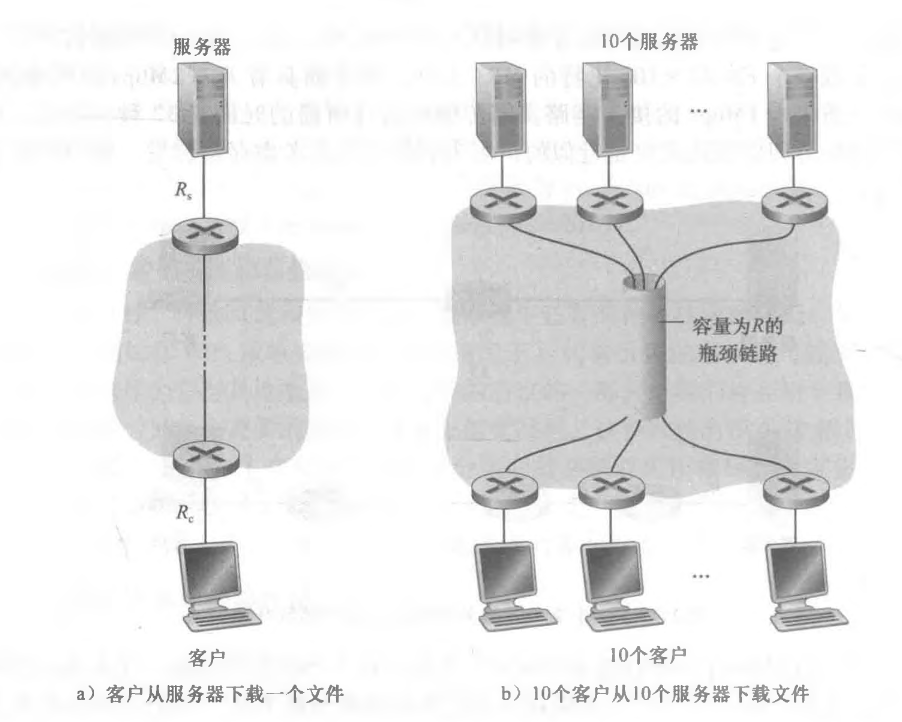 服务器
10个服务器
...
R_s
容量为R的
瓶颈链路
R_c
...
客户
10个客户
a）客户从服务器下载一个文件
b）10个客户从10个服务器下载文件